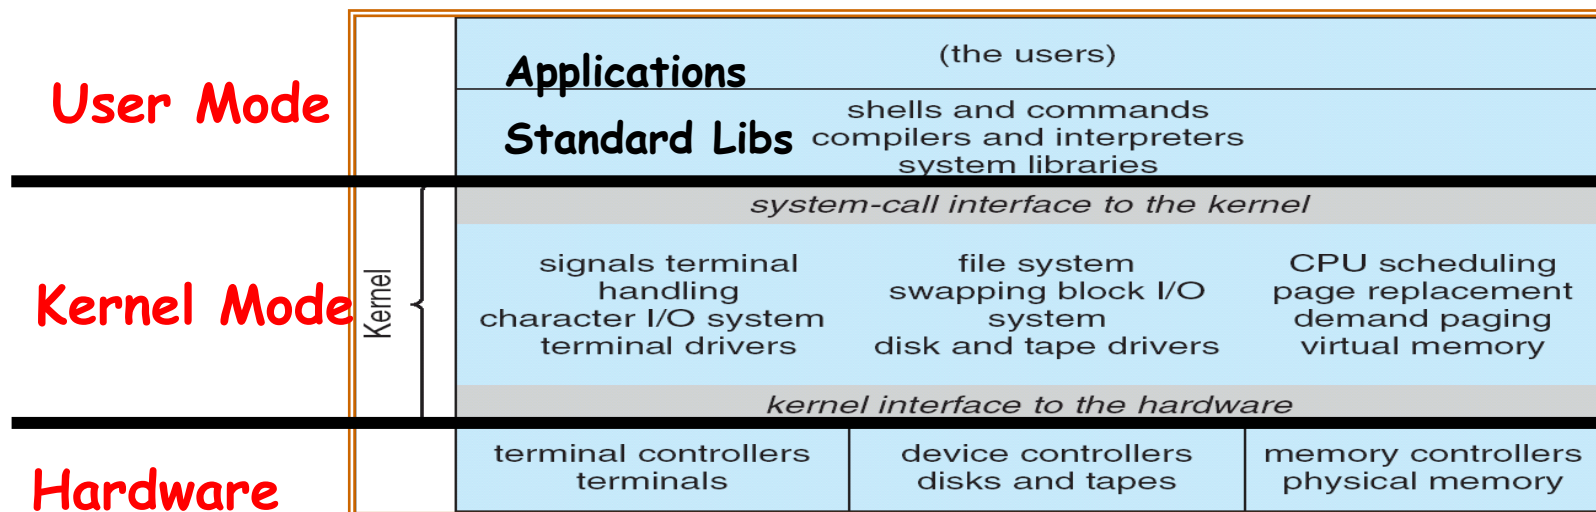 User Mode
Applications
(the users)
Standard Libs
shells and commands
compilers and interpreters
system libraries
Kernel Mode
Kernel
system-call interface to the kernel
signals terminal
handling
character I/O system
terminal drivers
file system
swapping block I/O
system
disk and tape drivers
CPU scheduling
page replacement
demand paging
virtual memory
kernel interface to the hardware
Hardware
terminal controllers
terminals
device controllers
disks and tapes
memory controllers
physical memory